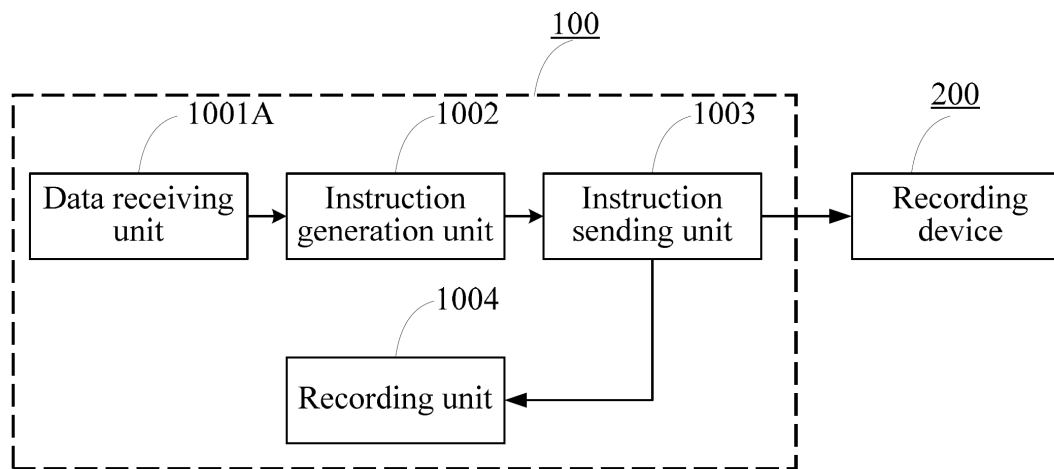 100
1001A
1002
1003
200
Data receiving
unit
Instruction
generation unit
Instruction
sending unit
Recording
device
1004
Recording unit